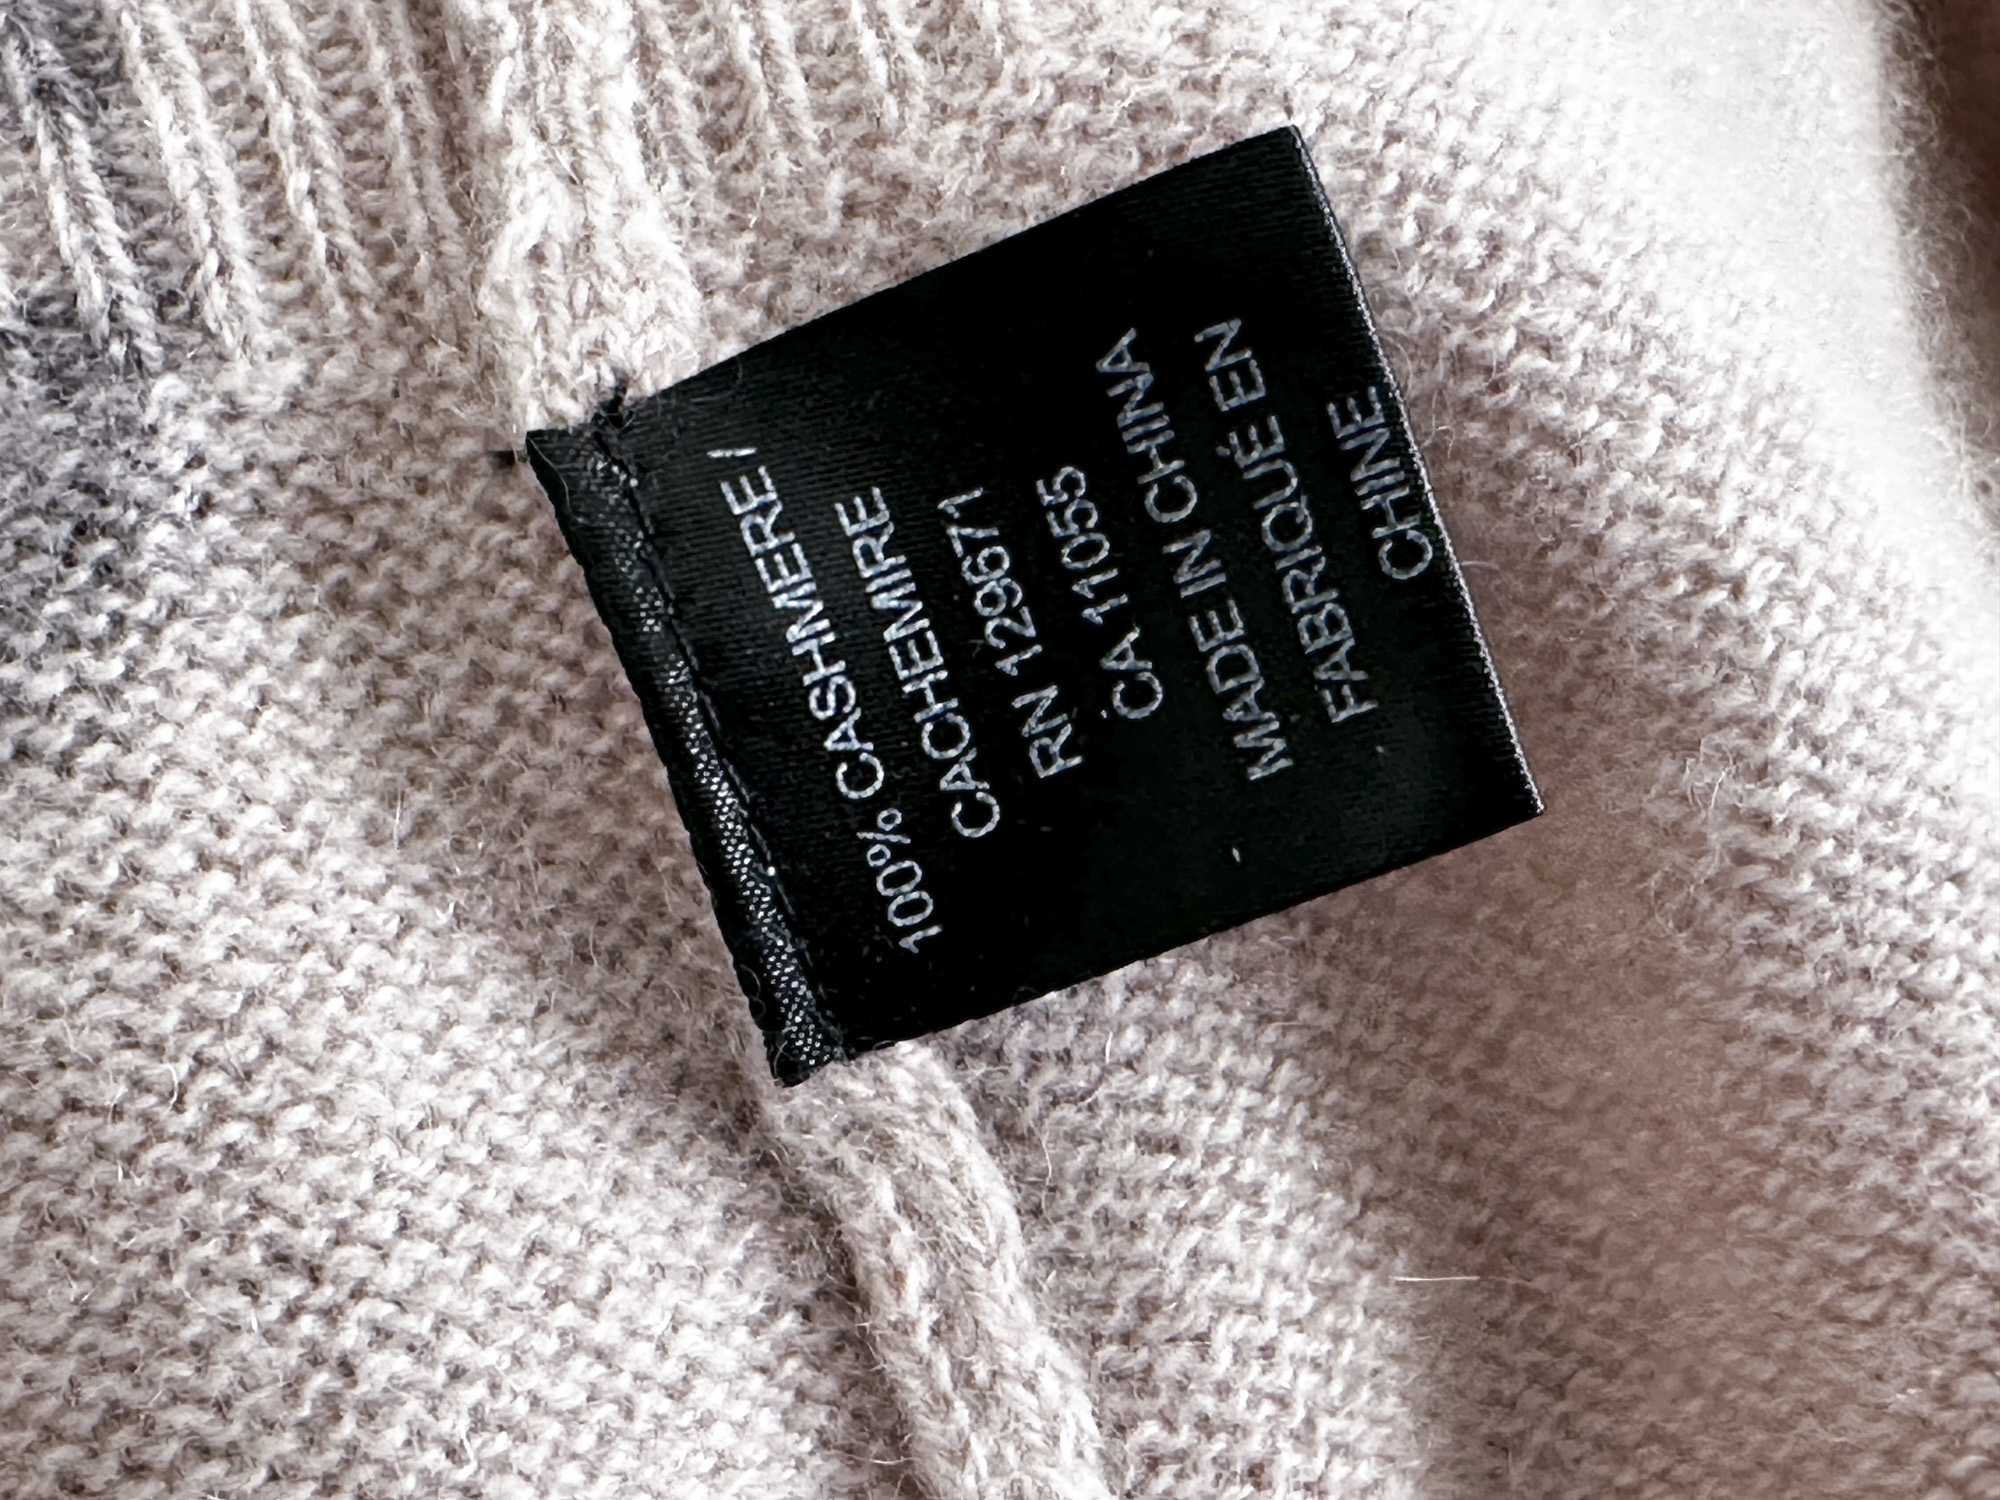 100% CASHMERE /
CACHEMIRE
RN 129671
CA 11055
MADE IN CHINA
FABRIQUÉ EN
CHINE